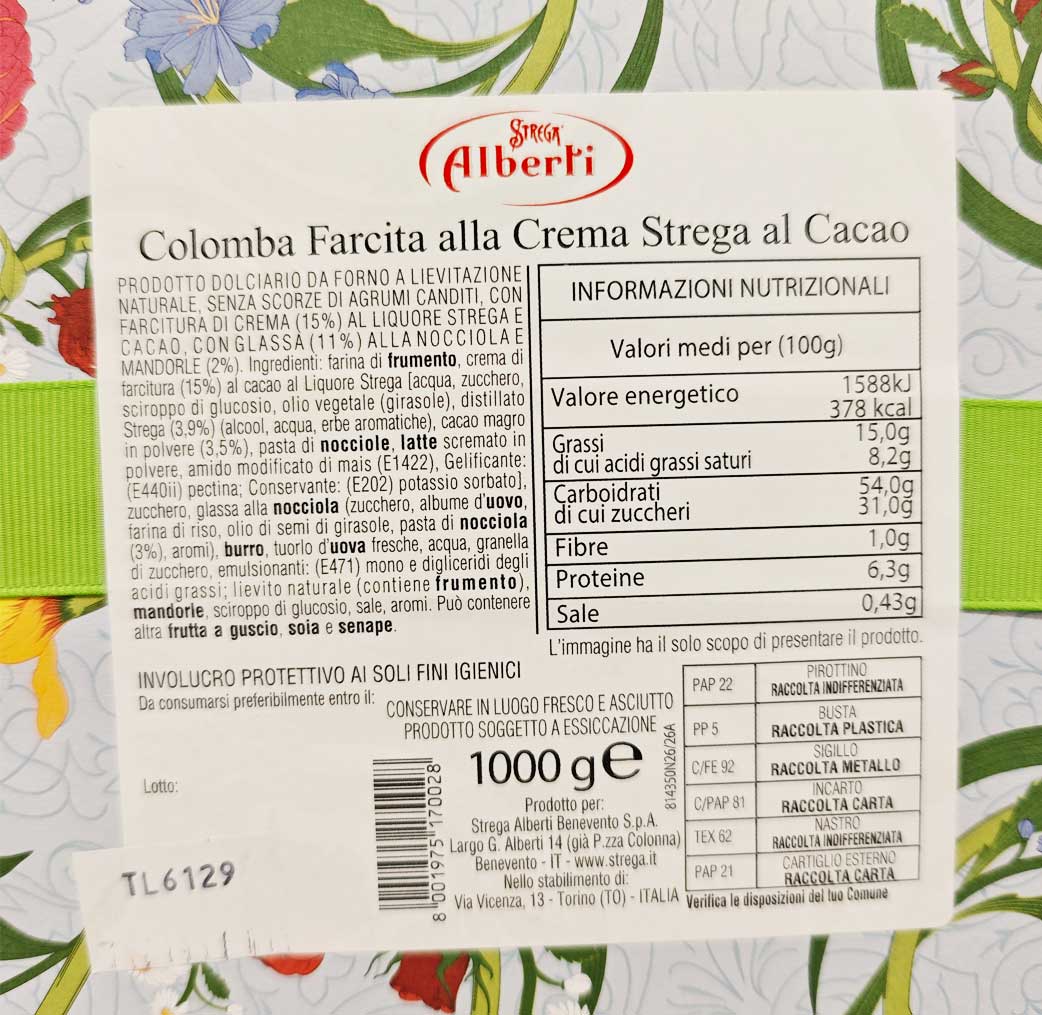 STREGA
Alberti
Colomba Farcita alla Crema Strega al Cacao
PRODOTTO DOLCIARIO DA FORNO A LIEVITAZIONE
NATURALE, SENZA SCORZE DI AGRUMI CANDITI, CON
FARCITURA DI CREMA (15%) AL LIQUORE STREGA E
CACAO, CON GLASSA (11%) ALLA NOCCIOLA E
MANDORLE (2%). Ingredienti: farina di frumento, crema di
farcitura (15%) al cacao al Liquore Strega [acqua, zucchero,
sciroppo di glucosio, olio vegetale (girasole), distillato
Strega (3,9%) (alcool, acqua, erbe aromatiche), cacao magro
in polvere (3,5%), pasta di nocciole, latte scremato in
polvere, amido modificato di mais (E1422), Gelificante:
(E440ii) pectina; Conservante: (E202) potassio sorbato],
zucchero, glassa alla nocciola (zucchero, albume d'uovo,
farina di riso, olio di semi di girasole, pasta di nocciola
(3%), aromi), burro, tuorlo d'uova fresche, acqua, granella
di zucchero, emulsionanti: (E471) mono e digliceridi degli
acidi grassi; lievito naturale (contiene frumento),
mandorle, sciroppo di glucosio, sale, aromi. Può contenere
altra frutta a guscio, soia e senape.
INFORMAZIONI NUTRIZIONALI
Valori medi per (100g)
Valore energetico 1588kJ
378 kcal
Grassi 15,0g
di cui acidi grassi saturi 8,2g
Carboidrati 54,0g
di cui zuccheri 31,0g
Fibre 1,0g
Proteine 6,3g
Sale 0,43g
L'immagine ha il solo scopo di presentare il prodotto.
INVOLUCRO PROTETTIVO AI SOLI FINI IGIENICI
Da consumarsi preferibilmente entro il:
CONSERVARE IN LUOGO FRESCO E ASCIUTTO
PRODOTTO SOGGETTO A ESSICCAZIONE
1000 g e
Lotto:
TL6129
8 001975 170028
Prodotto per:
Strega Alberti Benevento S.p.A.
Largo G. Alberti 14 (già P.zza Colonna)
Benevento - IT - www.strega.it
Nello stabilimento di:
Via Vicenza, 13 - Torino (TO) - ITALIA
814350N26/26A
PAP 22 PIROTTINO
RACCOLTA INDIFFERENZIATA
PP 5 BUSTA
RACCOLTA PLASTICA
C/FE 92 SIGILLO
RACCOLTA METALLO
C/PAP 81 INCARTO
RACCOLTA CARTA
TEX 62 NASTRO
RACCOLTA INDIFFERENZIATA
PAP 21 CARTIGLIO ESTERNO
RACCOLTA CARTA
Verifica le disposizioni del tuo Comune